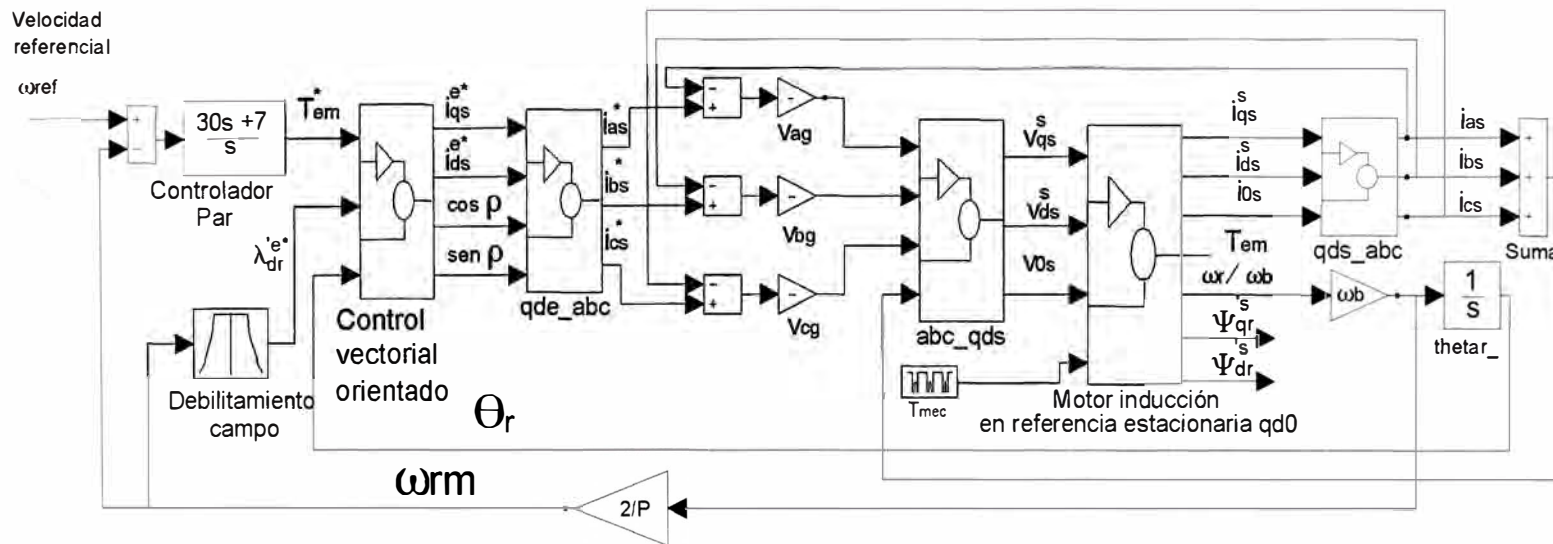 Velocidad
referencial
ωref
+
-
30s +7
s
Controlador
Par
T*em
λ'e*dr
Debilitamiento
campo
Control
vectorial
orientado
ie*qs
ie*ds
cos ρ
sen ρ
qde_abc
i*as
i*bs
i*cs
-
+
-
Vag
-
+
-
Vbg
-
+
-
Vcg
abc_qds
Vsqs
Vsds
V0s
Tmec
Motor inducción
en referencia estacionaria qd0
isqs
isds
i0s
Tem
ωr/ ωb
Ψ'sqr
Ψ'sdr
qds_abc
ias
ibs
ics
+
+
+
Suma
ωb
1
s
thetar_
Θr
ωrm
2/P